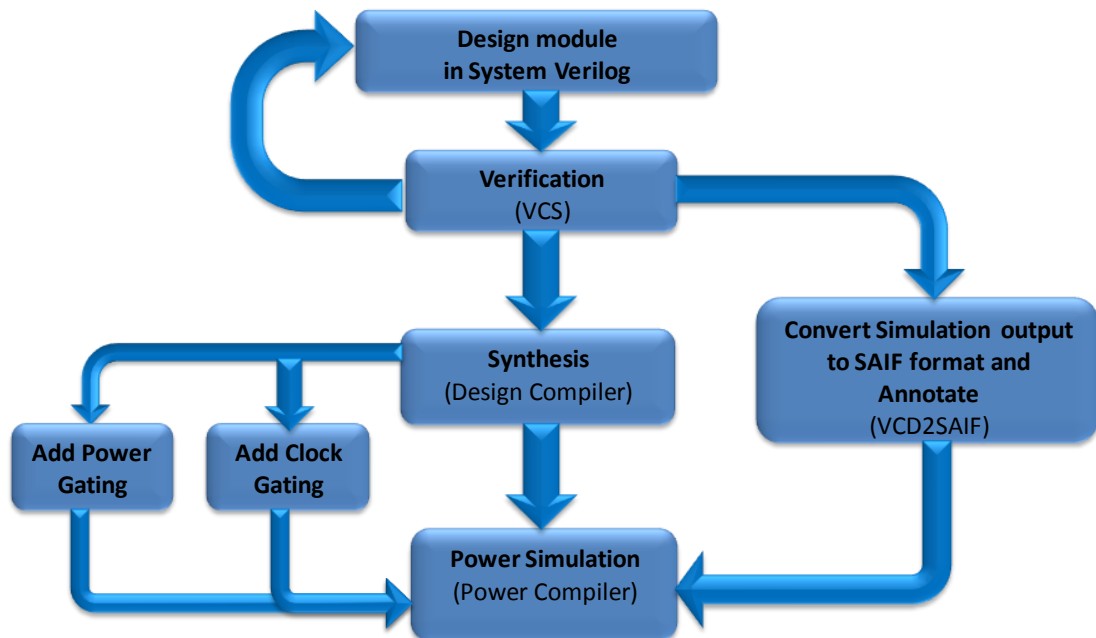 Design module
in System Verilog
Verification
(VCS)
Convert Simulation output
to SAIF format and
Annotate
(VCD2SAIF)
Synthesis
(Design Compiler)
Add Power
Gating
Add Clock
Gating
Power Simulation
(Power Compiler)